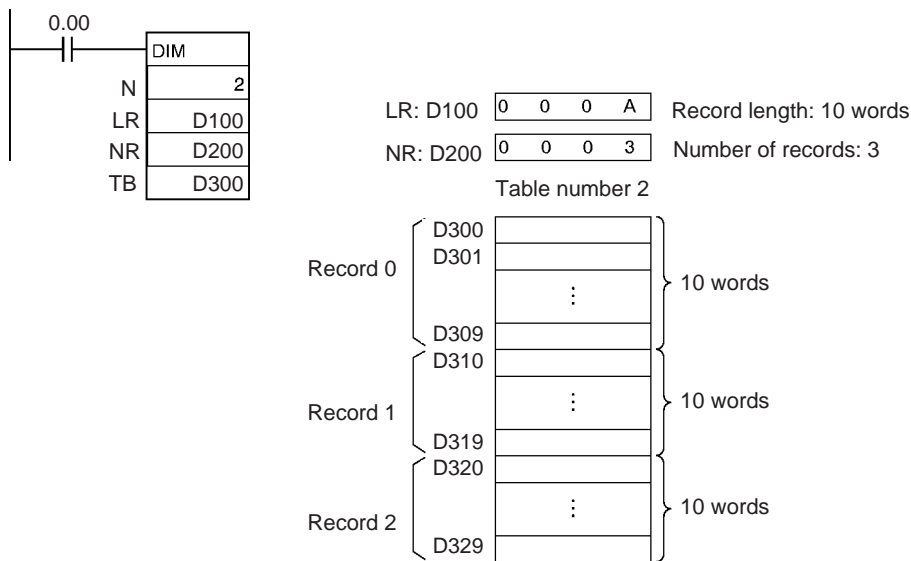 0.00
DIM
N 2
LR D100
NR D200
TB D300
LR: D100 0 0 0 A Record length: 10 words
NR: D200 0 0 0 3 Number of records: 3
Table number 2
D300
D301
Record 0
⋮
10 words
D309
D310
Record 1
⋮
10 words
D319
D320
Record 2
⋮
10 words
D329